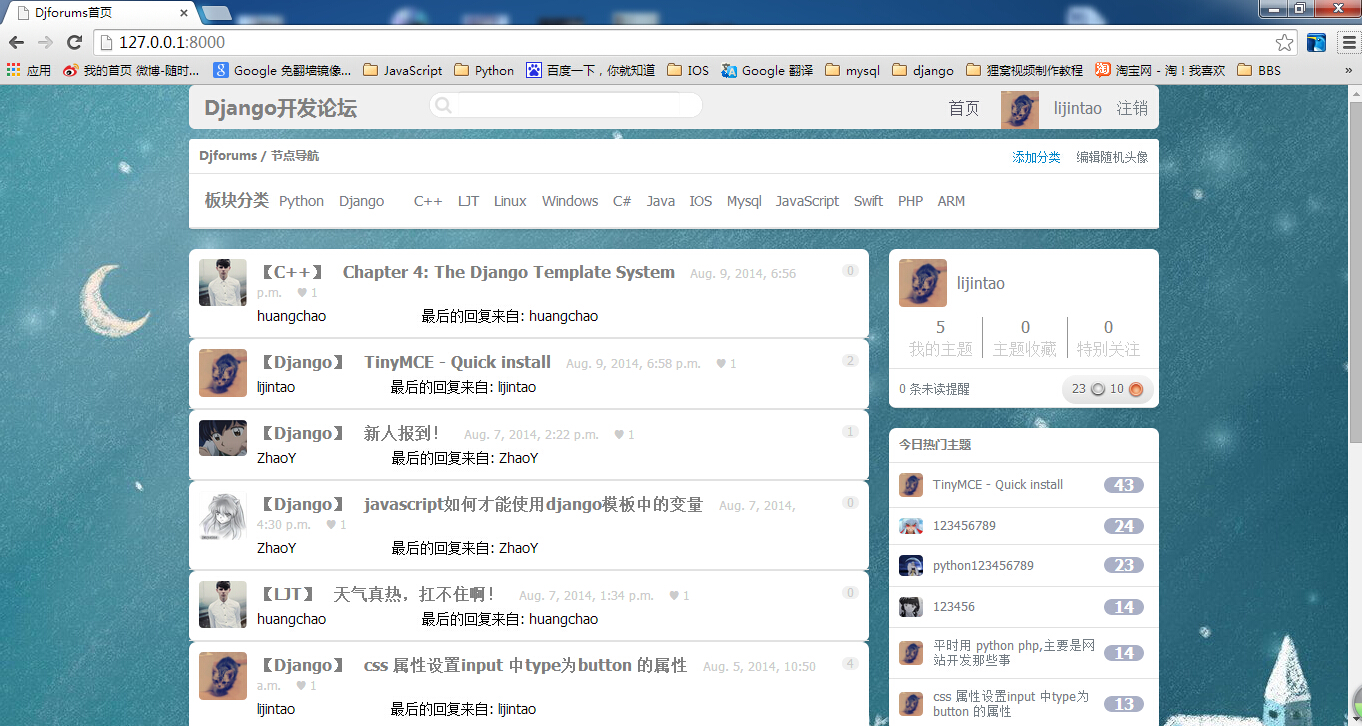 Djforums首页
127.0.0.1:8000
应用 我的首页 微博-随时... Google 免翻墙镜像... JavaScript Python 百度一下，你就知道 IOS Google 翻译 mysql django 狸窝视频制作教程 淘宝网 - 淘！我喜欢 BBS »
Django开发论坛 首页 lijintao 注销
Djforums / 节点导航 添加分类 编辑随机头像
板块分类 Python Django C++ LJT Linux Windows C# Java IOS Mysql JavaScript Swift PHP ARM
【C++】 Chapter 4: The Django Template System Aug. 9, 2014, 6:56 0
p.m. ♥ 1
huangchao 最后的回复来自: huangchao
【Django】 TinyMCE - Quick install Aug. 9, 2014, 6:58 p.m. ♥ 1 2
lijintao 最后的回复来自: lijintao
【Django】 新人报到！ Aug. 7, 2014, 2:22 p.m. ♥ 1 1
ZhaoY 最后的回复来自: ZhaoY
【Django】 javascript如何才能使用django模板中的变量 Aug. 7, 2014, 0
4:30 p.m. ♥ 1
ZhaoY 最后的回复来自: ZhaoY
【LJT】 天气真热，扛不住啊！ Aug. 7, 2014, 1:34 p.m. ♥ 1 0
huangchao 最后的回复来自: huangchao
【Django】 css 属性设置input 中type为button 的属性 Aug. 5, 2014, 10:50 4
a.m. ♥ 1
lijintao 最后的回复来自: lijintao
lijintao
5 0 0
我的主题 主题收藏 特别关注
0 条未读提醒 23 10
今日热门主题
TinyMCE - Quick install 43
123456789 24
python123456789 23
123456 14
平时用 python php,主要是网
站开发那些事 14
css 属性设置input 中type为
button 的属性 13